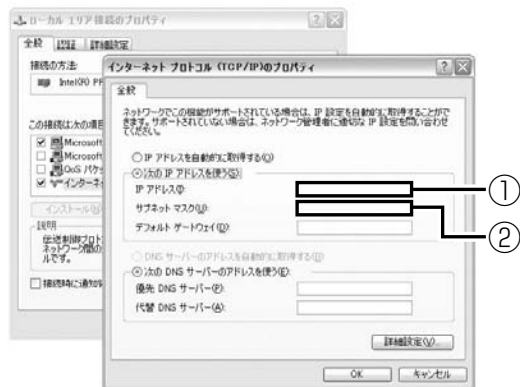 ローカル エリア接続のプロパティ
全般 認証 詳細設定
接続の方法:
Intel(R) PR
この接続は次の項目
Microsoft
Microsoft
QoS パケッ
インターネ
インストール(N)
説明
伝送制御プロト
ネットワーク間の
ルです。
接続時に通知
インターネット プロトコル (TCP/IP)のプロパティ
全般
ネットワークでこの機能がサポートされている場合は、IP 設定を自動的に取得することがで
きます。サポートされていない場合は、ネットワーク管理者に適切な IP 設定を問い合わせ
てください。
IP アドレスを自動的に取得する(O)
次の IP アドレスを使う(S):
IP アドレス(I):
①
サブネット マスク(U):
②
デフォルト ゲートウェイ(D):
DNS サーバーのアドレスを自動的に取得する(B)
次の DNS サーバーのアドレスを使う(E):
優先 DNS サーバー(P):
代替 DNS サーバー(A):
詳細設定(V)...
OK キャンセル